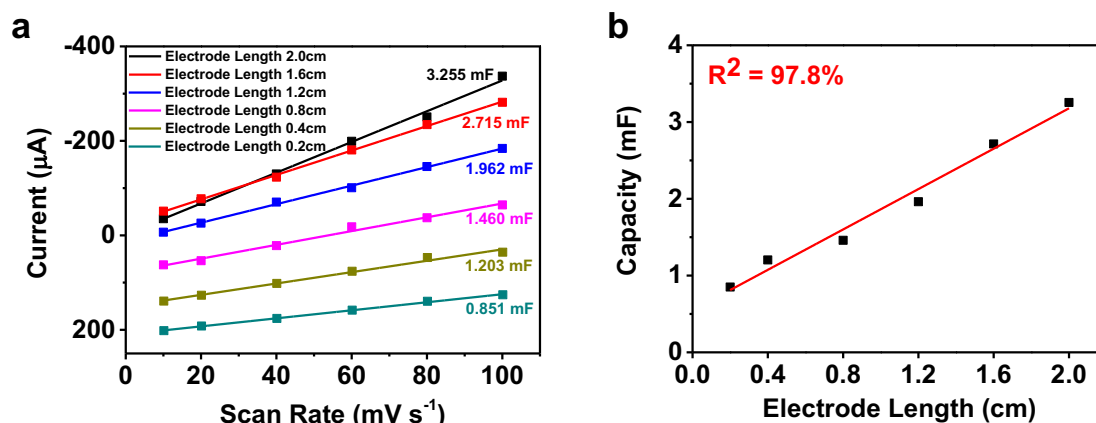 a
-400
-200
0
200
Current (μA)
Electrode Length 2.0cm
Electrode Length 1.6cm
Electrode Length 1.2cm
Electrode Length 0.8cm
Electrode Length 0.4cm
Electrode Length 0.2cm
3.255 mF
2.715 mF
1.962 mF
1.460 mF
1.203 mF
0.851 mF
0 20 40 60 80 100
Scan Rate (mV s⁻¹)
b
R² = 97.8%
4
3
2
1
0
Capacity (mF)
0.0 0.4 0.8 1.2 1.6 2.0
Electrode Length (cm)